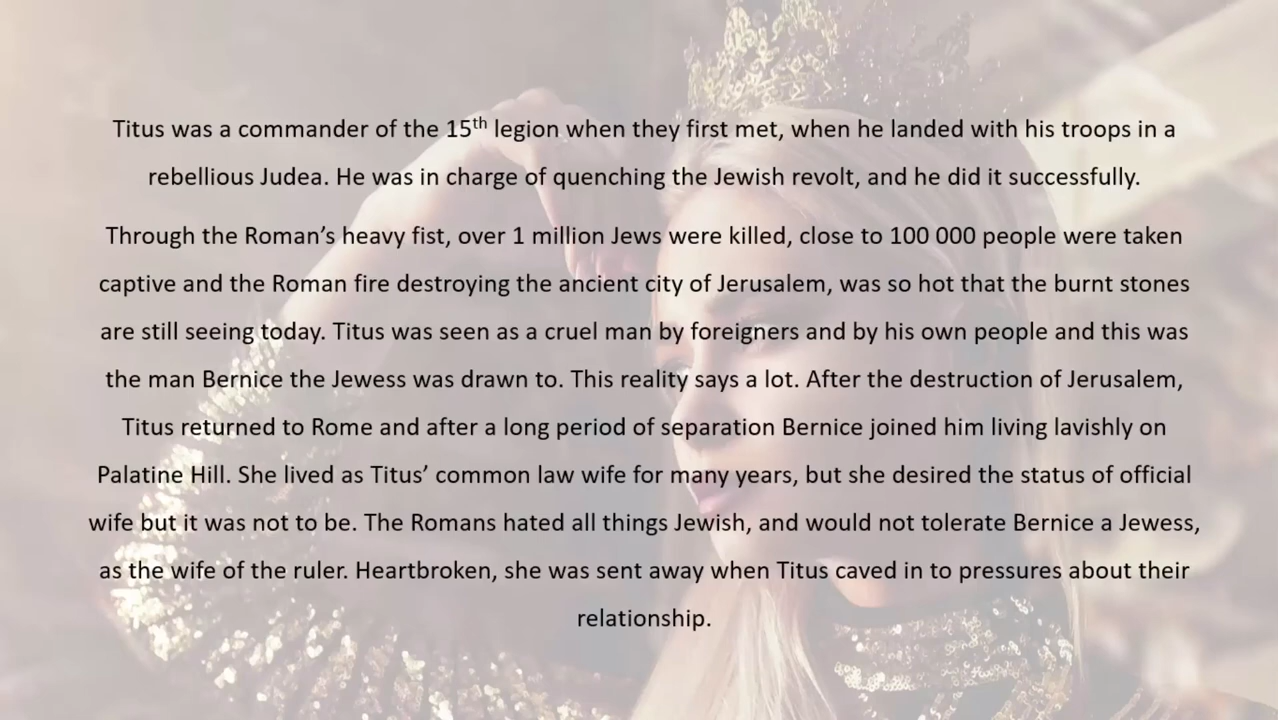 Titus was a commander of the 15th legion when they first met, when he landed with his troops in a
rebellious Judea. He was in charge of quenching the Jewish revolt, and he did it successfully.
Through the Roman’s heavy fist, over 1 million Jews were killed, close to 100 000 people were taken
captive and the Roman fire destroying the ancient city of Jerusalem, was so hot that the burnt stones
are still seeing today. Titus was seen as a cruel man by foreigners and by his own people and this was
the man Bernice the Jewess was drawn to. This reality says a lot. After the destruction of Jerusalem,
Titus returned to Rome and after a long period of separation Bernice joined him living lavishly on
Palatine Hill. She lived as Titus’ common law wife for many years, but she desired the status of official
wife but it was not to be. The Romans hated all things Jewish, and would not tolerate Bernice a Jewess,
as the wife of the ruler. Heartbroken, she was sent away when Titus caved in to pressures about their
relationship.